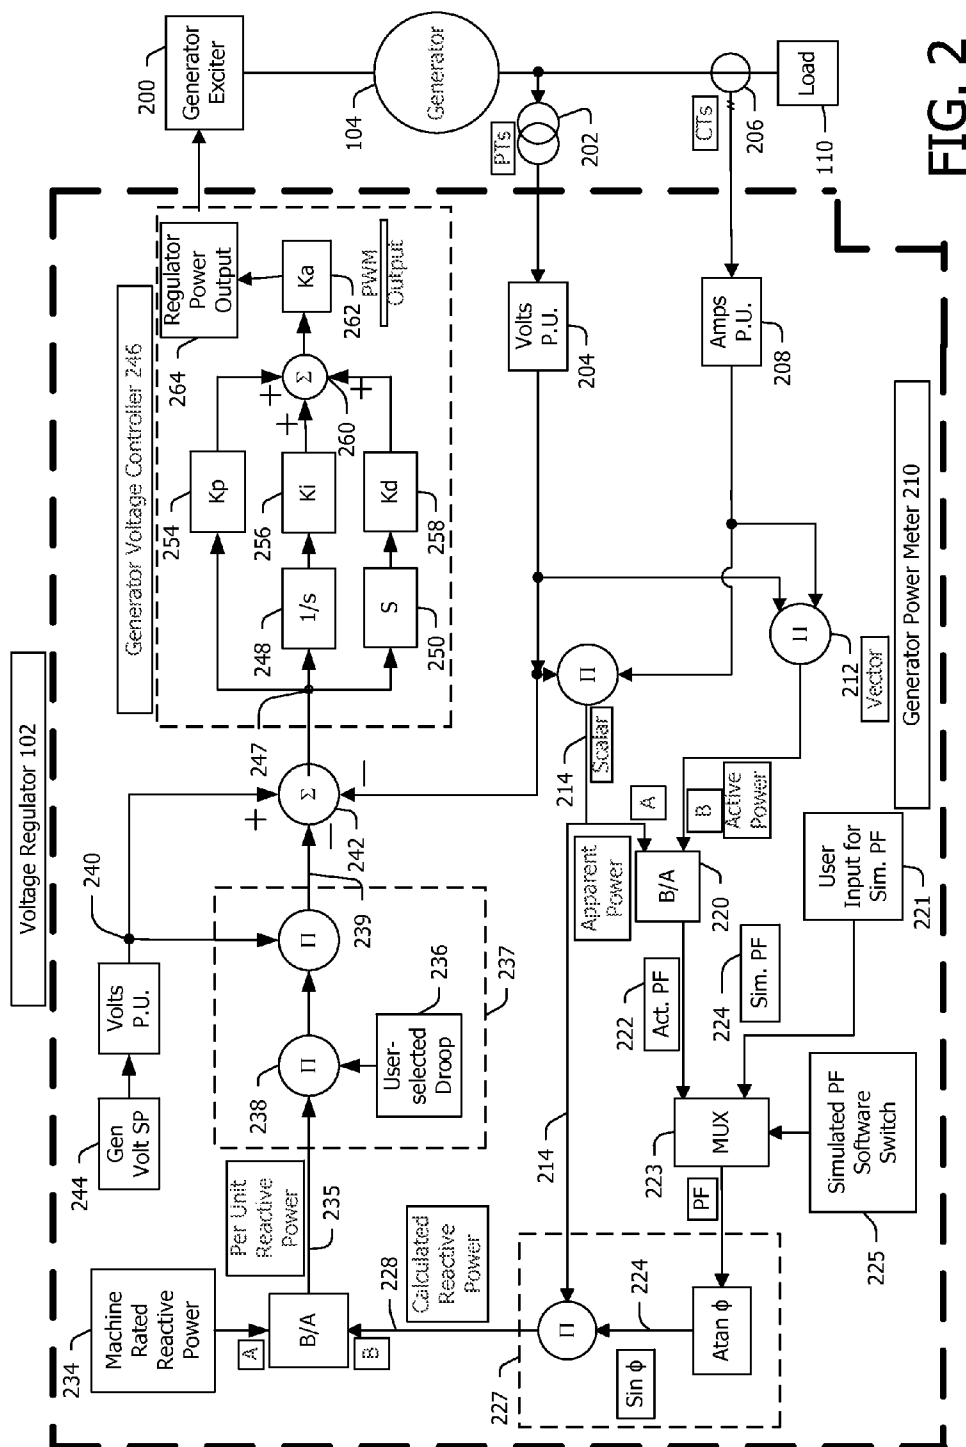 FIG. 2
Voltage Regulator 102
Generator Voltage Controller 246
Generator
Exciter
200
Generator
104
PTs
202
CTs
206
Load
110
Regulator
Power
Output
264
Ka
262
PWM
Output
Σ
260
+
+
+
Kp
254
Ki
256
Kd
258
1/s
248
S
250
247
Volts
P.U.
204
Amps
P.U.
208
Generator Power Meter 210
Π
212
Vector
Π
214
Scalar
240
Σ
+
−
−
242
Volts
P.U.
Gen
Volt SP
244
Π
239
Π
238
User-
selected
Droop
236
237
Apparent
Power
A
B
Active
Power
B/A
220
222
Act. PF
224
Sim. PF
User
Input for
Sim. PF
221
Machine
Rated
Reactive
Power
234
Per Unit
Reactive
Power
235
A
B/A
B
228
Calculated
Reactive
Power
214
MUX
223
PF
Simulated PF
Software
Switch
225
Π
227
224
Sin ϕ
Atan ϕ